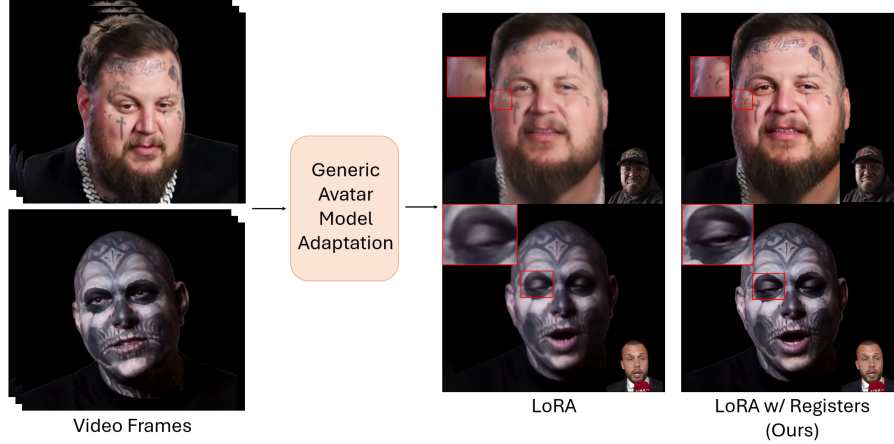 Generic
Avatar
Model
Adaptation
Video Frames
LoRA
LoRA w/ Registers
(Ours)